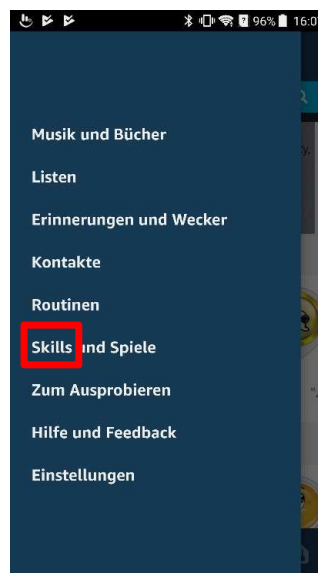 96% 16:0
Musik und Bücher
Listen
Erinnerungen und Wecker
Kontakte
Routinen
Skills und Spiele
Zum Ausprobieren
Hilfe und Feedback
Einstellungen